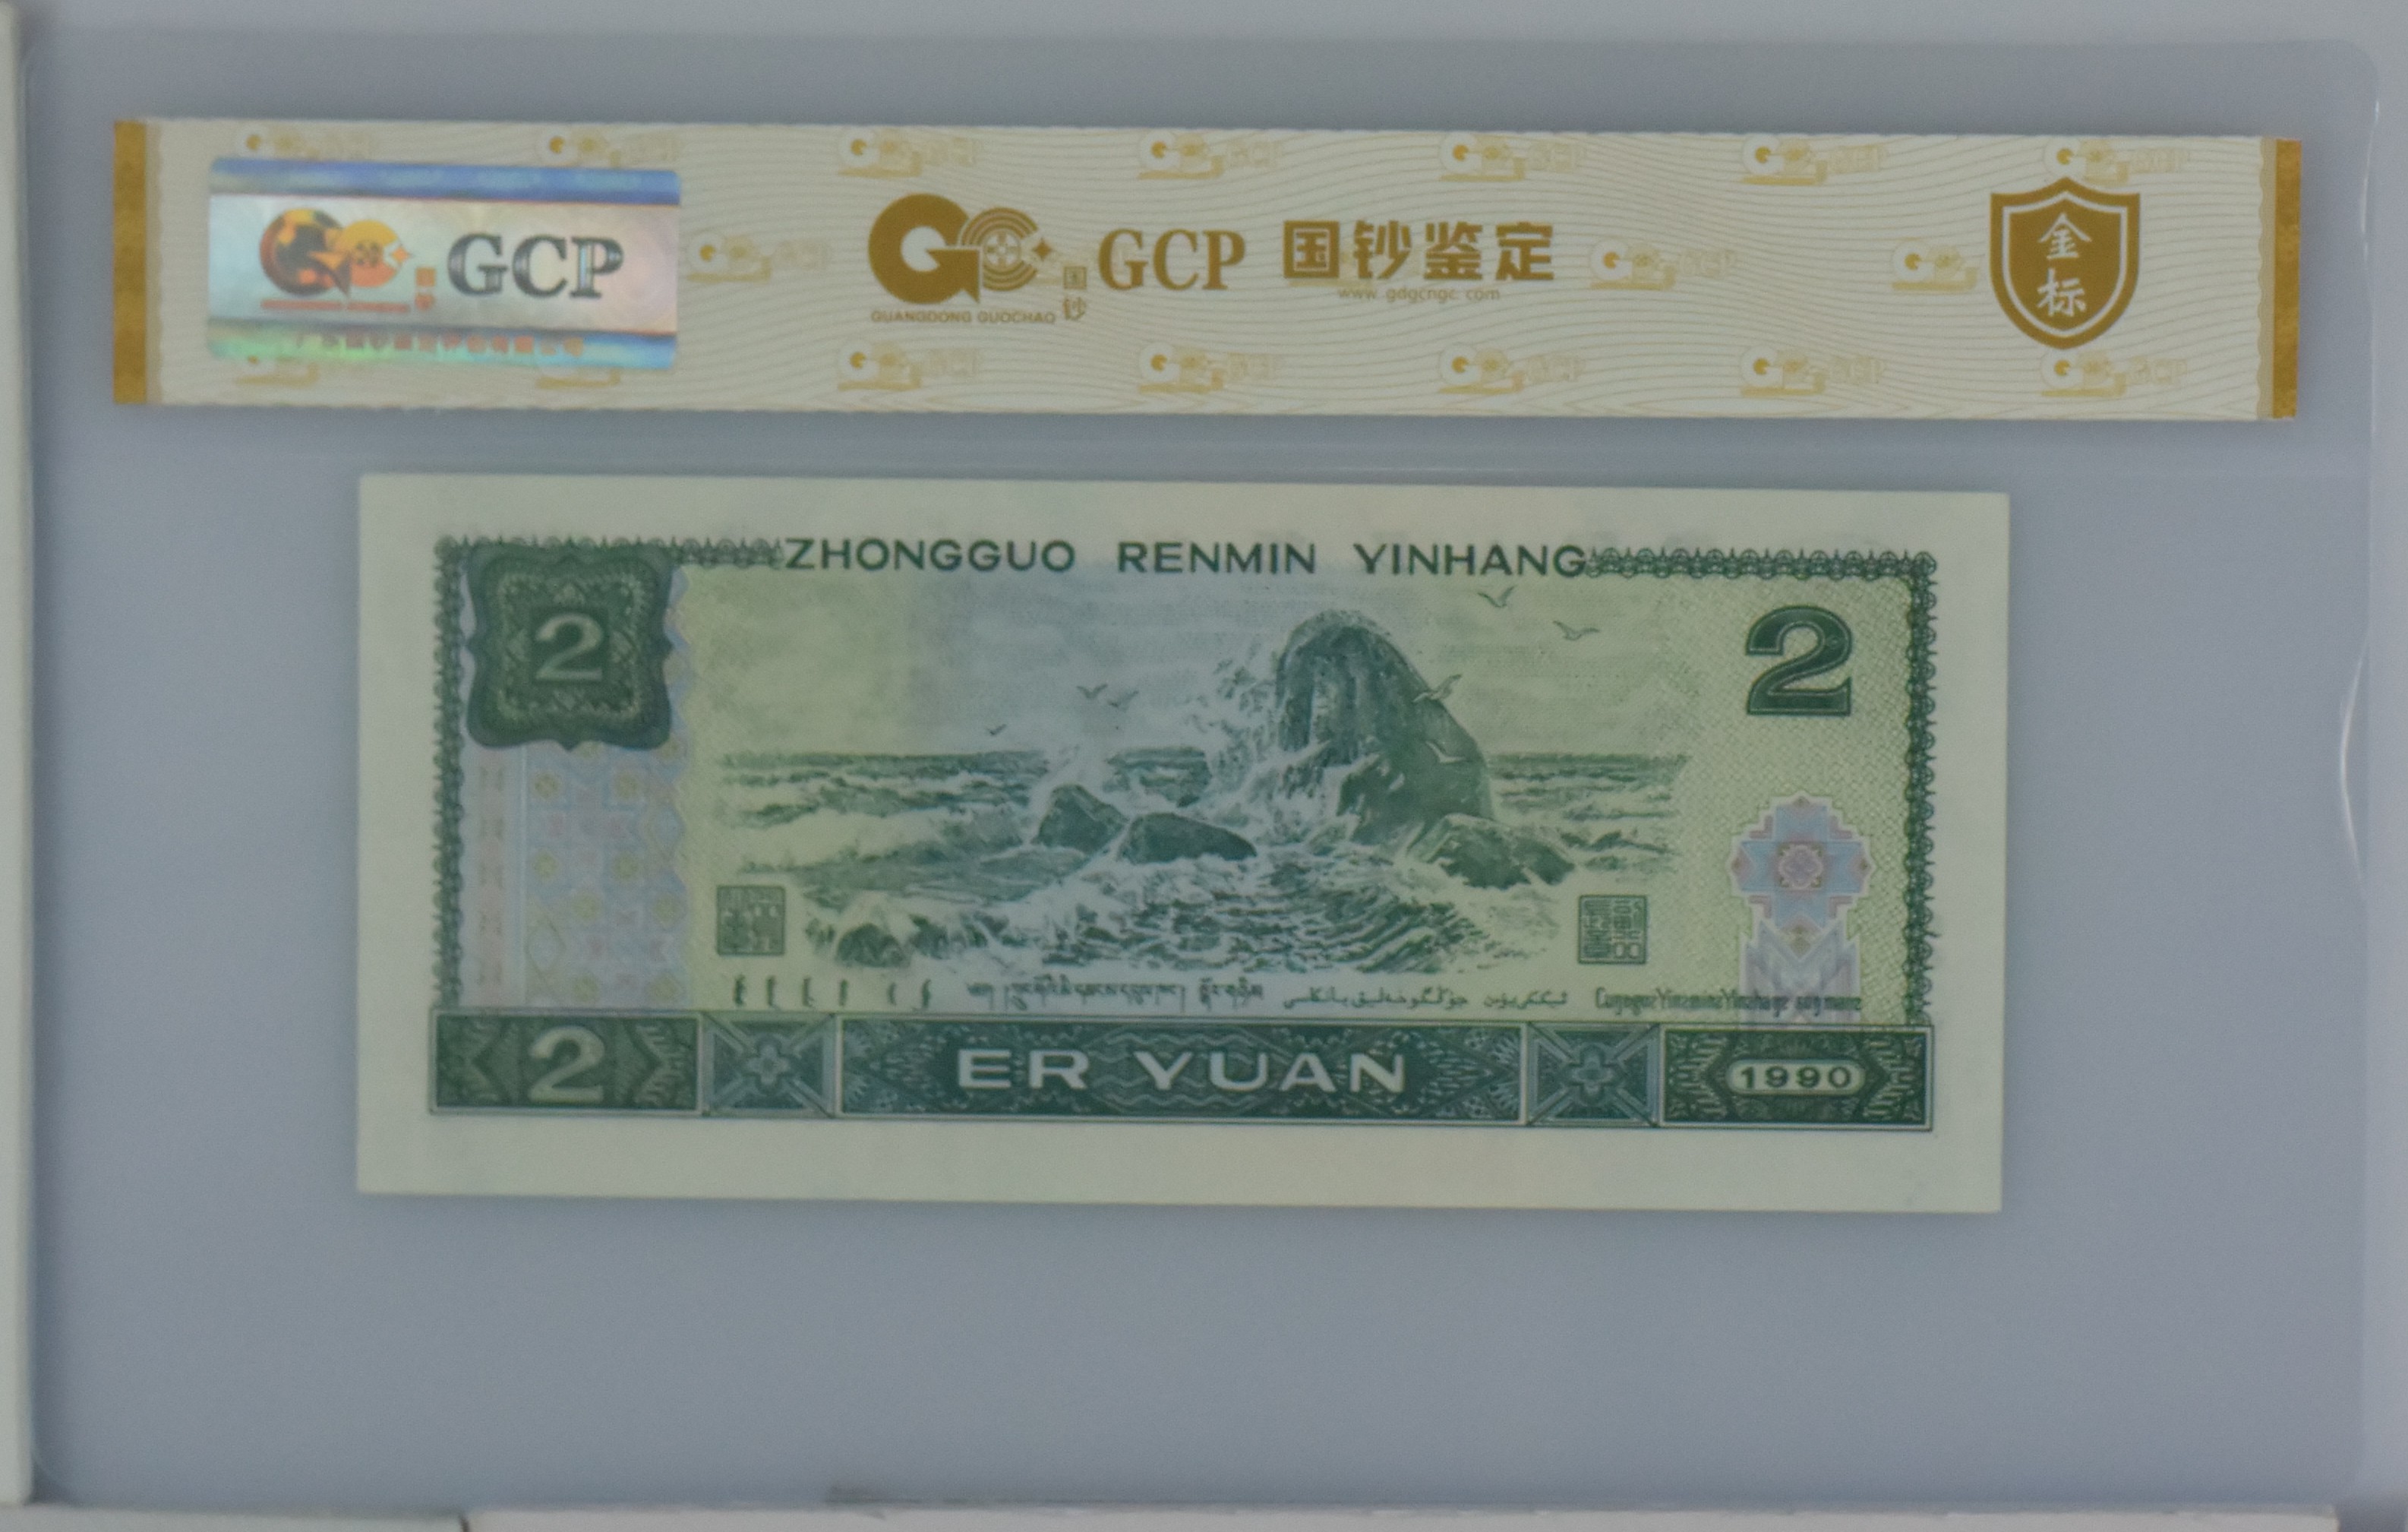 GCP
国钞
GCP 国钞鉴定
www.gdgcngc.com
GUANGDONG GUOCHAO
金标
ZHONGGUO RENMIN YINHANG
2
2
2
ER YUAN
1990